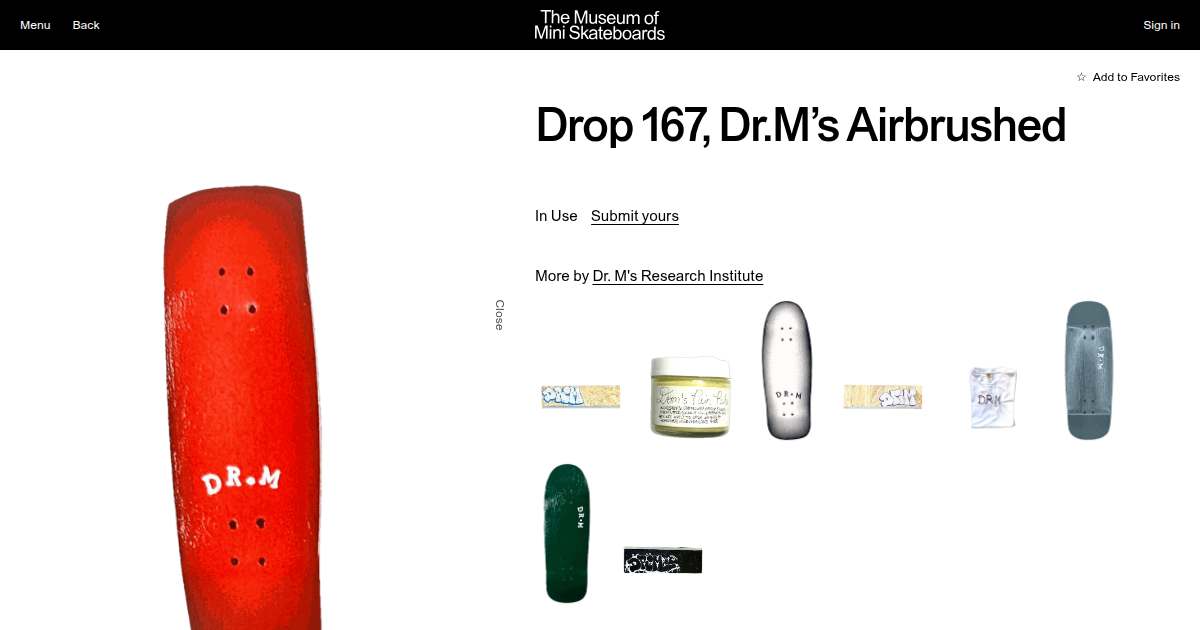 Menu
Back
The Museum of
Mini Skateboards
Sign in
☆ Add to Favorites
Drop 167, Dr.M’s Airbrushed
In Use
Submit yours
More by Dr. M's Research Institute
Close
DR.M
DR.M
DRM
DR.M
DR.M